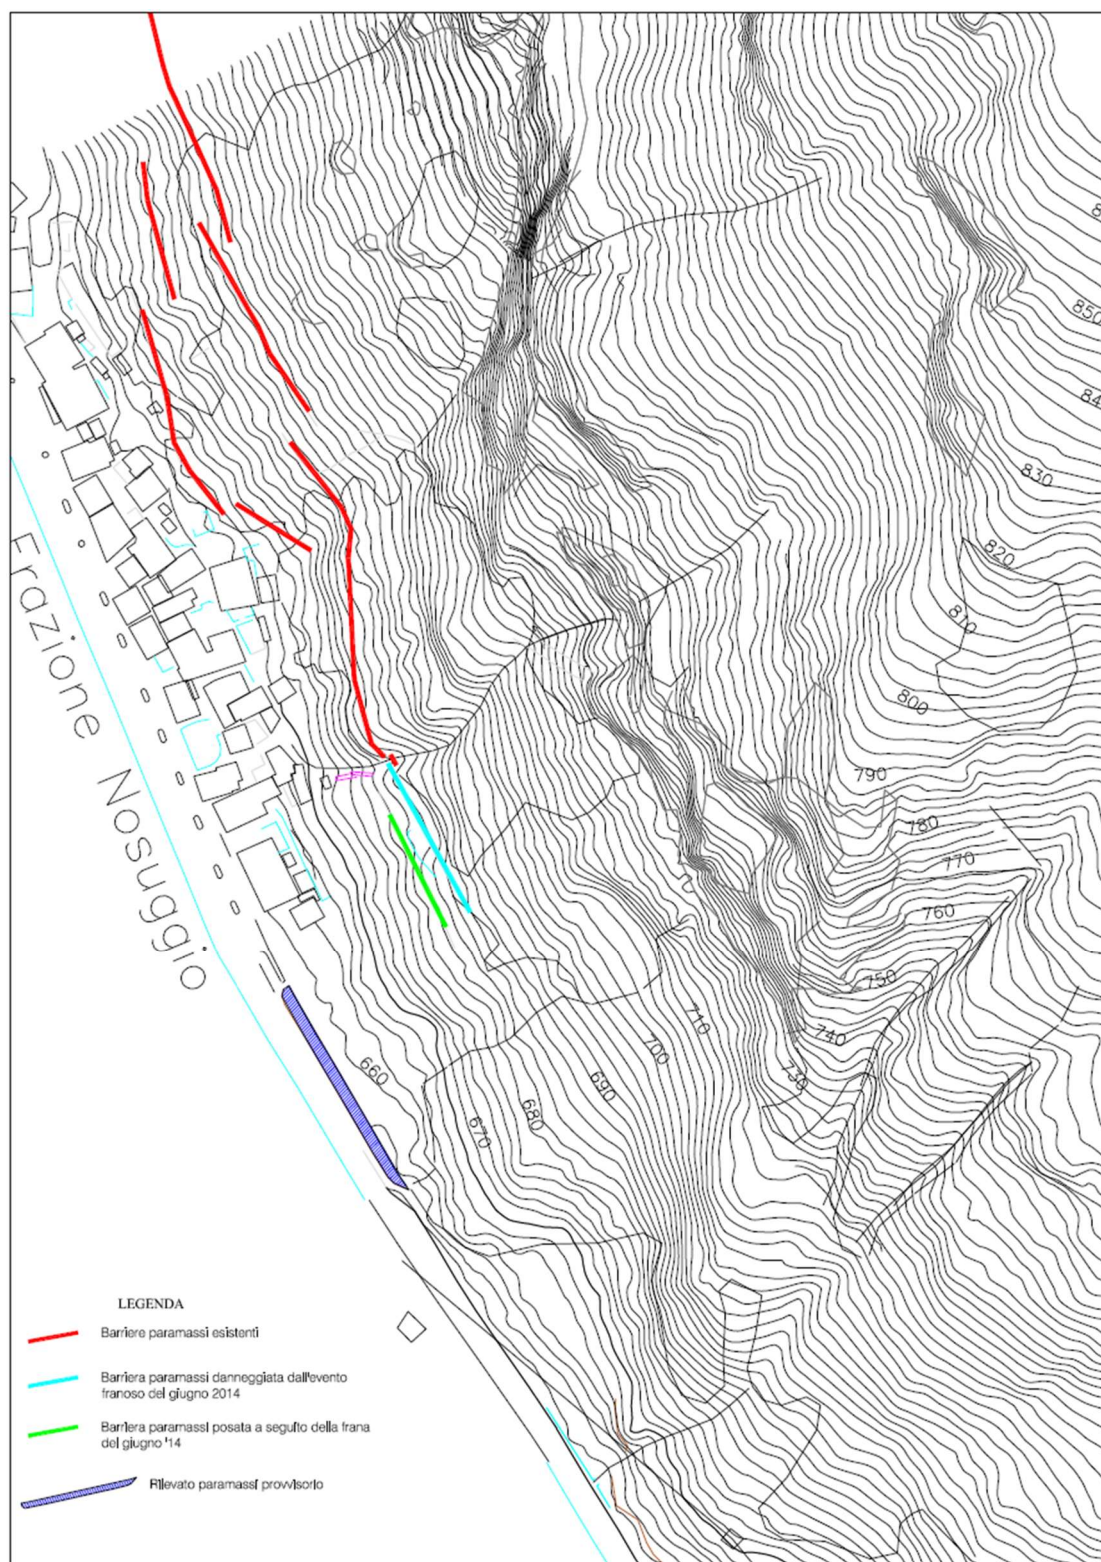 850
830
820
810
800
790
780
770
760
750
740
730
710
700
690
680
670
660
Frazione Nosuggio
LEGENDA
Barriere paramassi esistenti
Barriera paramassi danneggiata dall'evento
franoso del giugno 2014
Barriera paramassi posata a seguito della frana
del giugno '14
Rilevato paramassi provvisorio